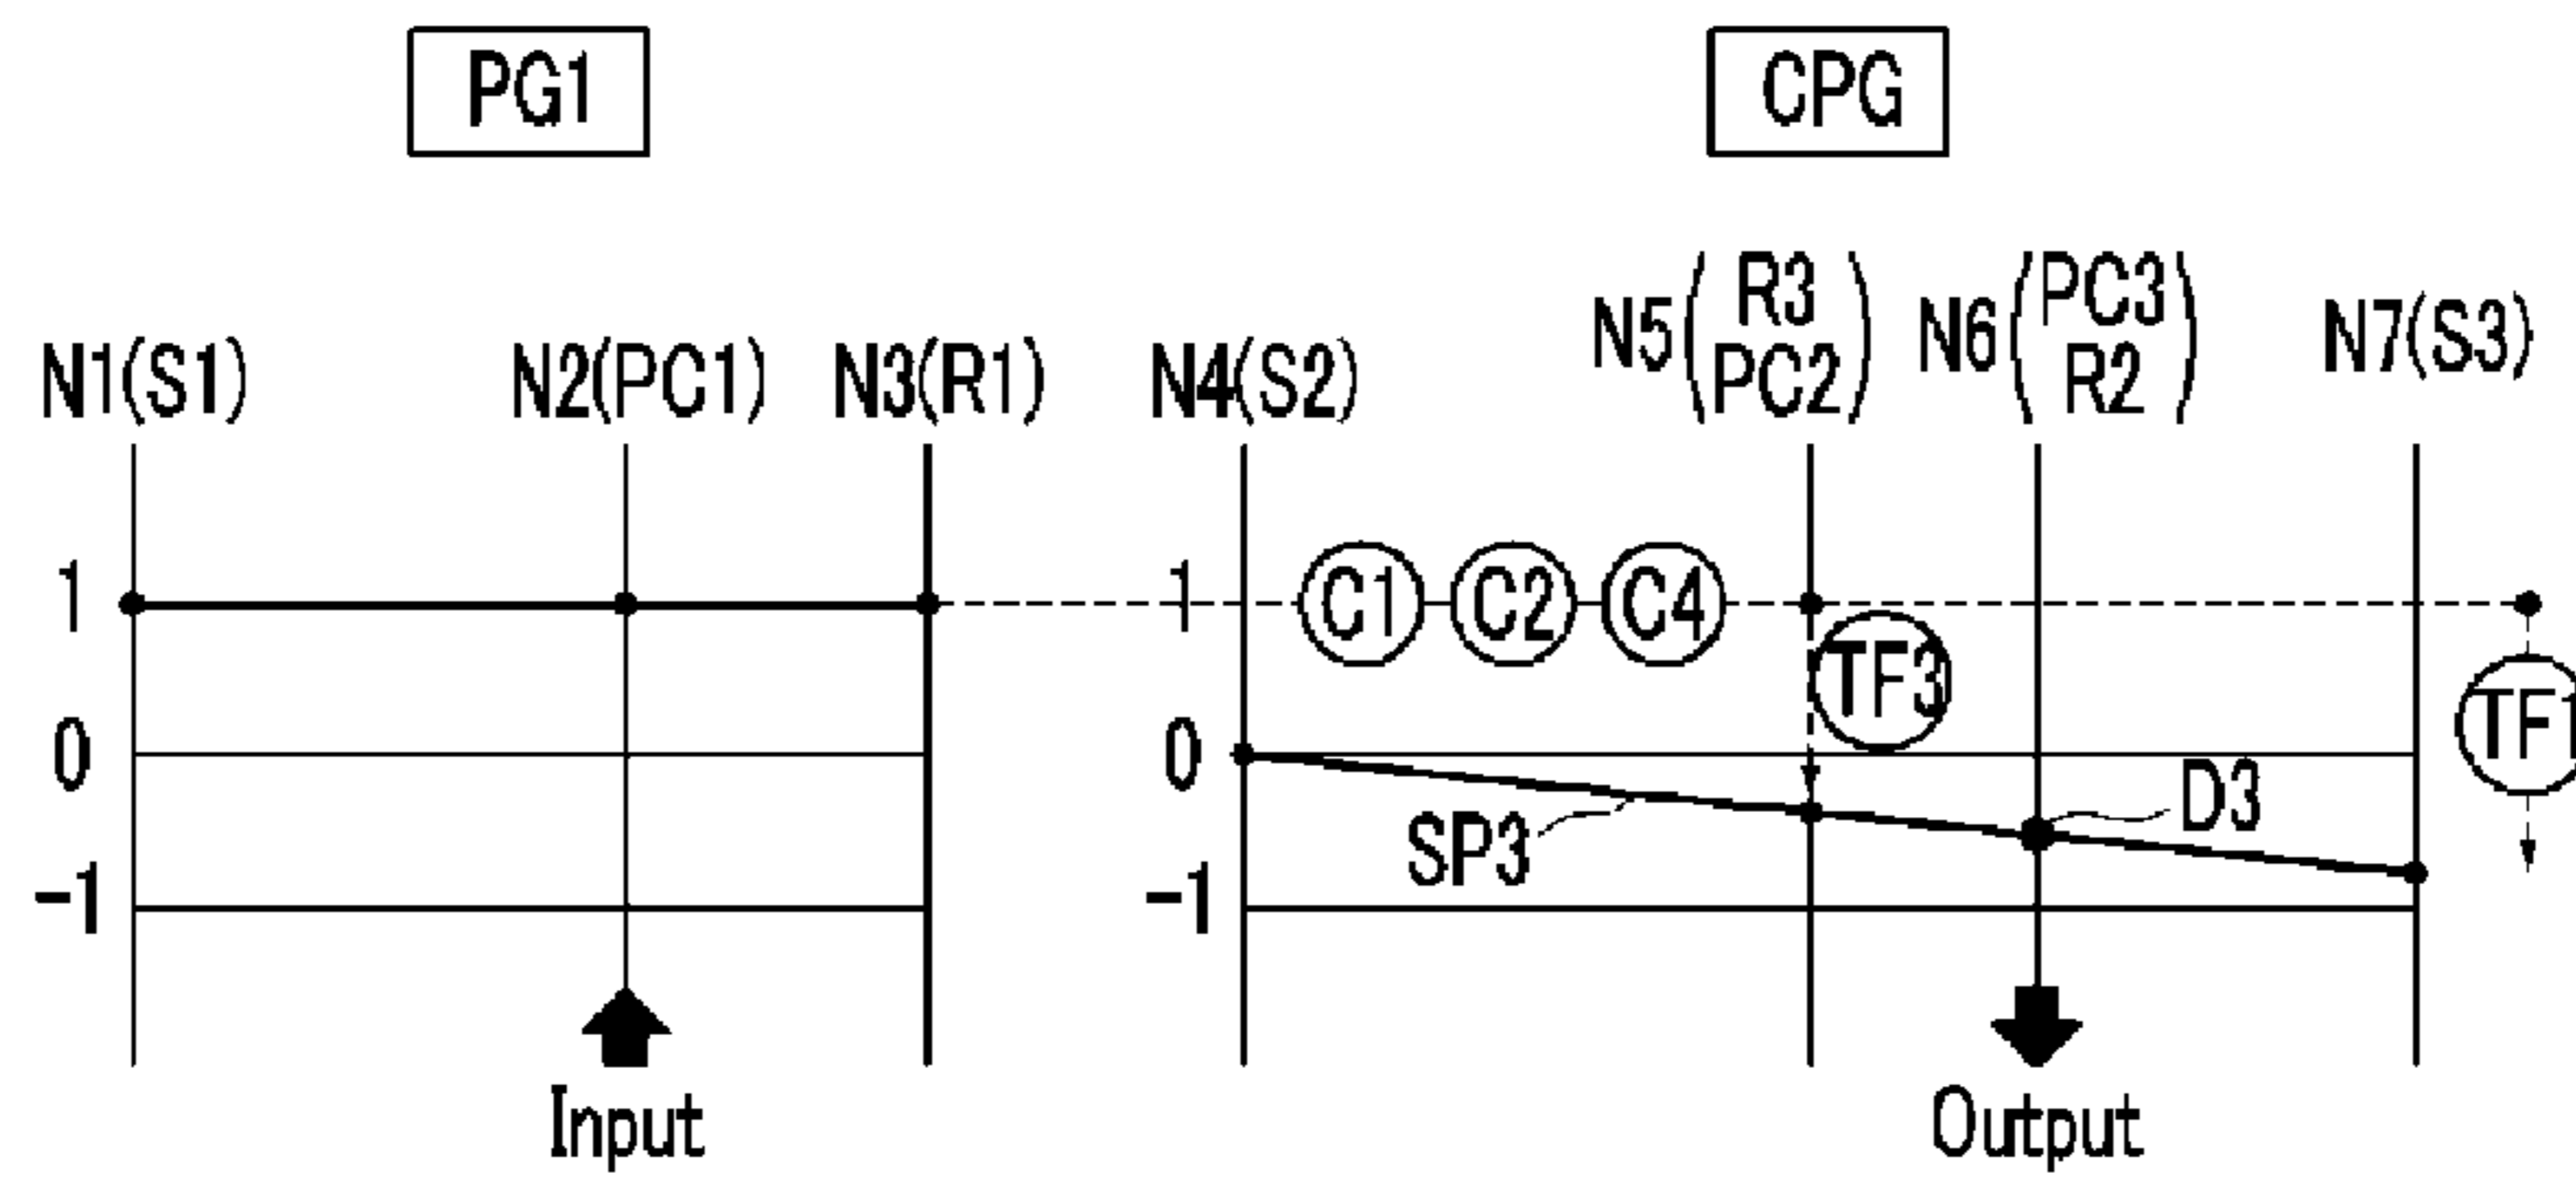 PG1
CPG
N1(S1)
N2(PC1)
N3(R1)
N4(S2)
N5(R3
PC2)
N6(PC3
R2)
N7(S3)
1
0
-1
1
0
-1
C1
C2
C4
TF3
TF1
SP3
D3
Input
Output